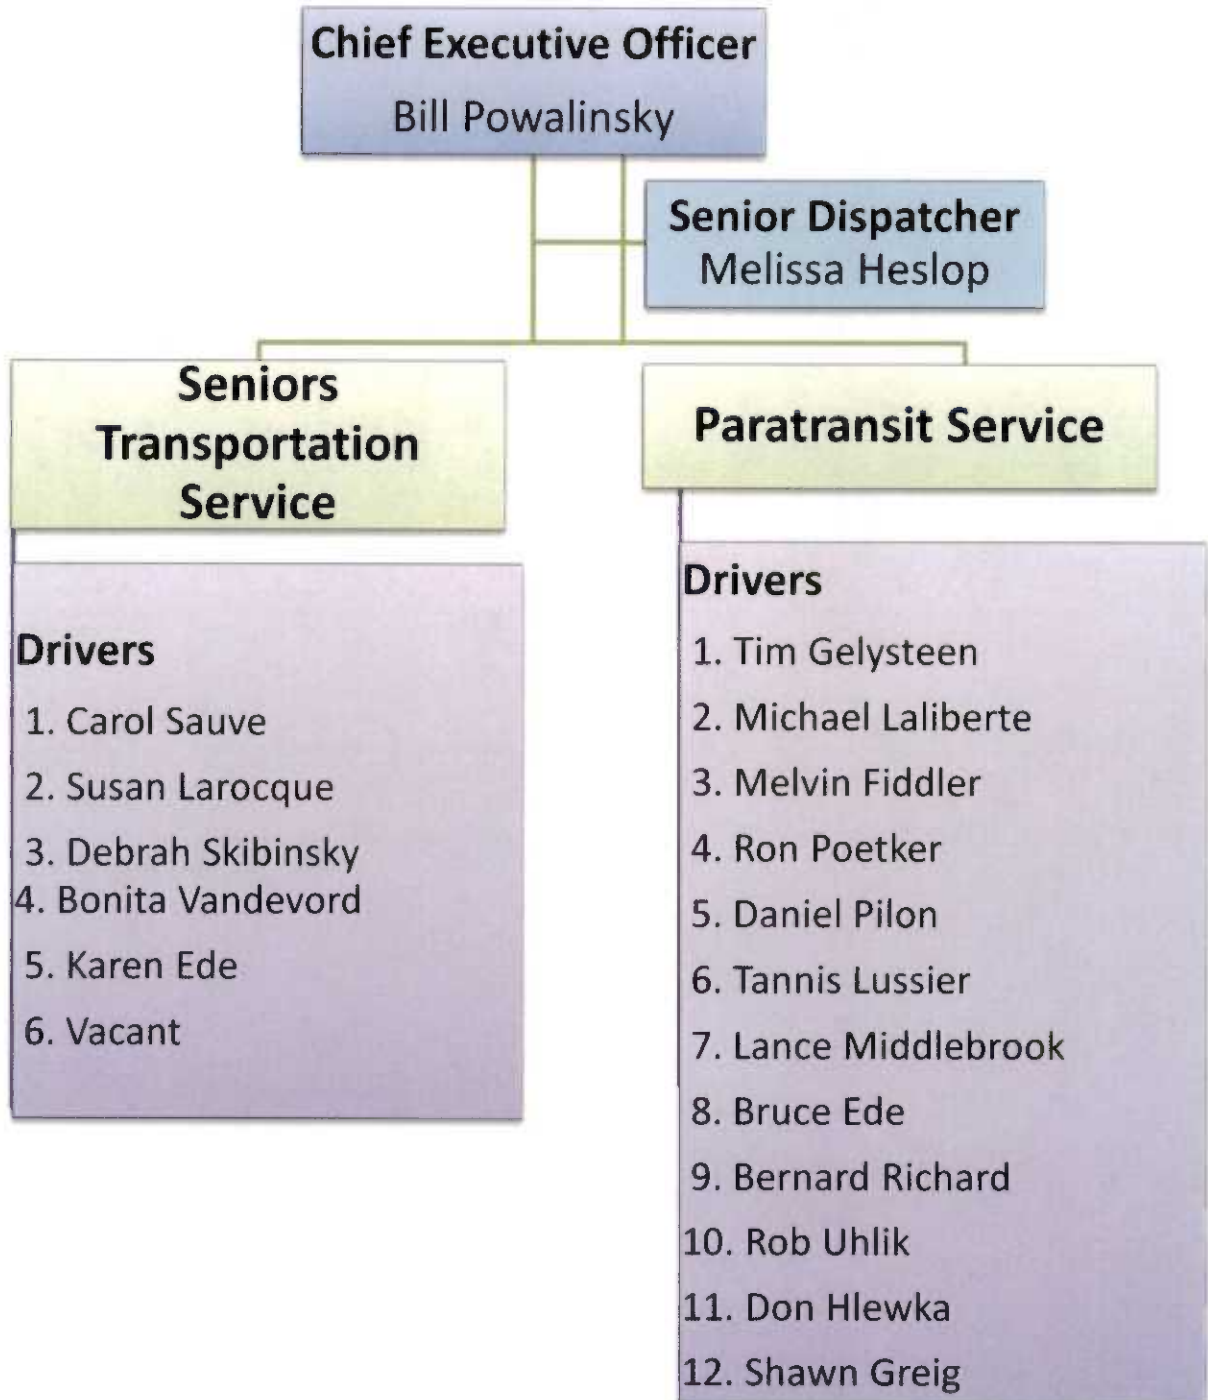 Chief Executive Officer
Bill Powalinsky
Senior Dispatcher
Melissa Heslop
Seniors
Transportation
Service
Drivers
1. Carol Sauve
2. Susan Larocque
3. Debrah Skibinsky
4. Bonita Vandevord
5. Karen Ede
6. Vacant
Paratransit Service
Drivers
1. Tim Gelysteen
2. Michael Laliberte
3. Melvin Fiddler
4. Ron Poetker
5. Daniel Pilon
6. Tannis Lussier
7. Lance Middlebrook
8. Bruce Ede
9. Bernard Richard
10. Rob Uhlik
11. Don Hlewka
12. Shawn Greig